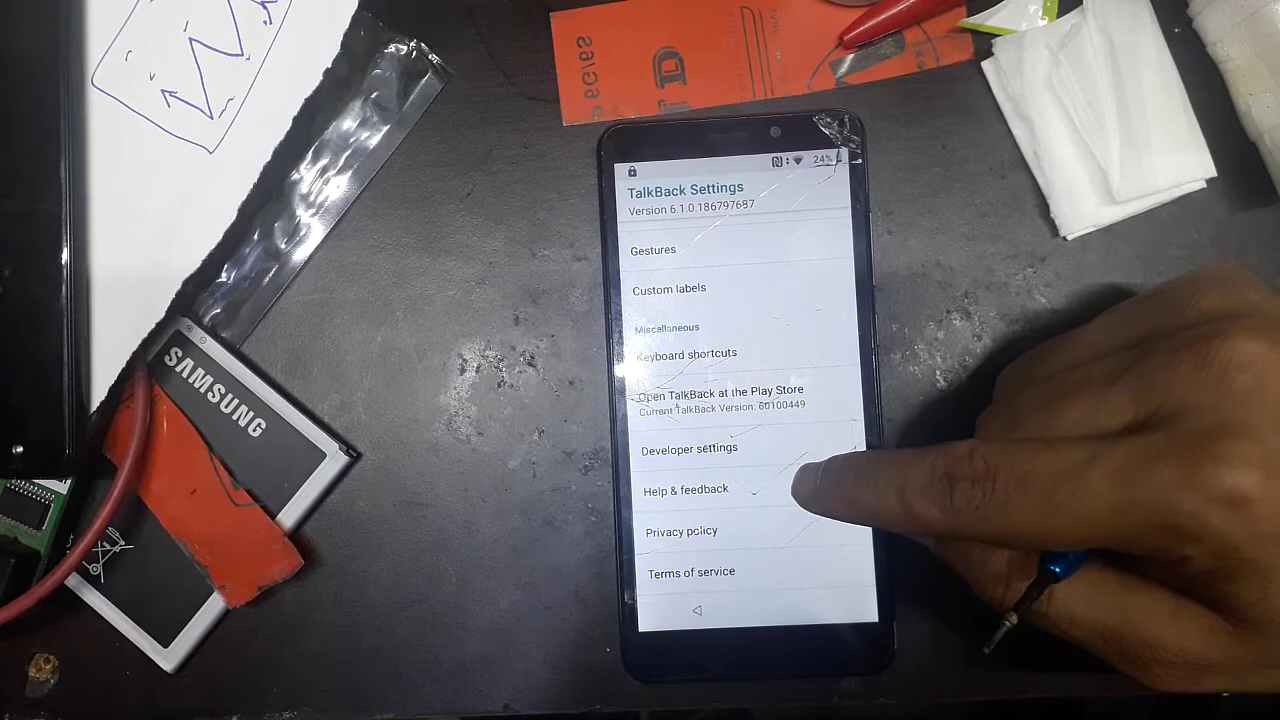 24%
TalkBack Settings
Version 6.1.0.186797687
Gestures
Custom labels
Miscellaneous
Keyboard shortcuts
Open TalkBack at the Play Store
Current TalkBack Version: 60100449
Developer settings
Help & feedback
Privacy policy
Terms of service
SAMSUNG